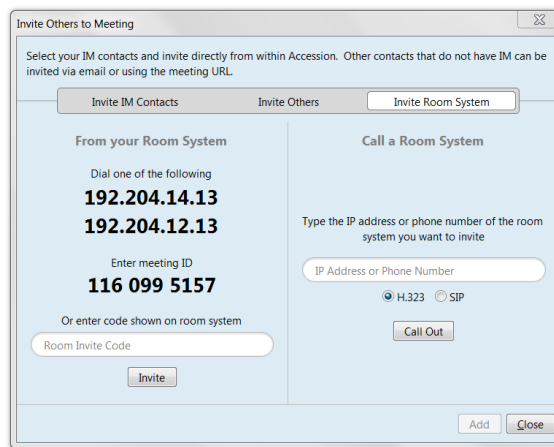 Invite Others to Meeting
Select your IM contacts and invite directly from within Accession. Other contacts that do not have IM can be
invited via email or using the meeting URL.
Invite IM Contacts
Invite Others
Invite Room System
From your Room System
Dial one of the following
192.204.14.13
192.204.12.13
Enter meeting ID
116 099 5157
Or enter code shown on room system
Room Invite Code
Invite
Call a Room System
Type the IP address or phone number of the room
system you want to invite
IP Address or Phone Number
H.323
SIP
Call Out
Add
Close